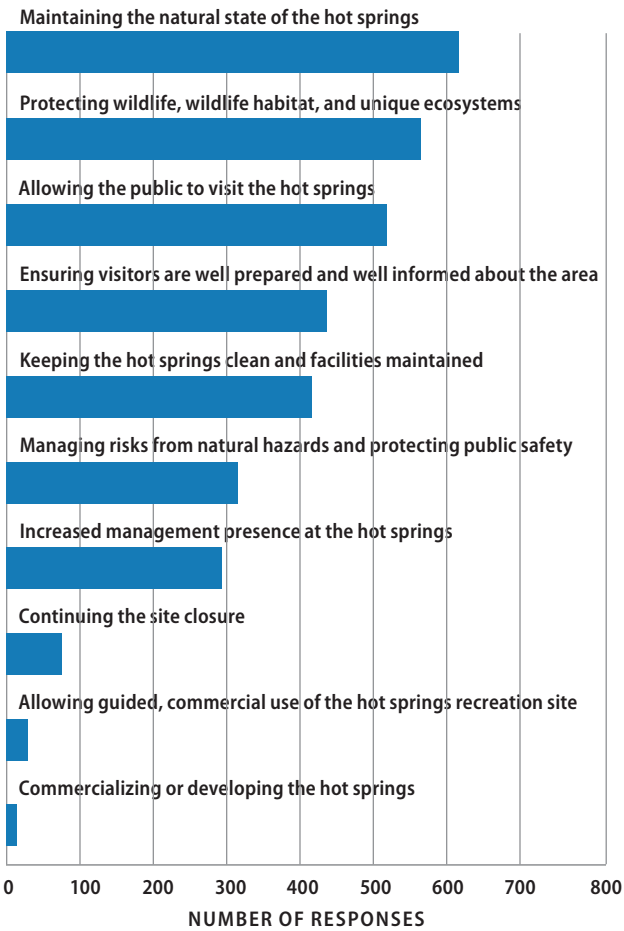 Maintaining the natural state of the hot springs
Protecting wildlife, wildlife habitat, and unique ecosystems
Allowing the public to visit the hot springs
Ensuring visitors are well prepared and well informed about the area
Keeping the hot springs clean and facilities maintained
Managing risks from natural hazards and protecting public safety
Increased management presence at the hot springs
Continuing the site closure
Allowing guided, commercial use of the hot springs recreation site
Commercializing or developing the hot springs
0 100 200 300 400 500 600 700 800
NUMBER OF RESPONSES